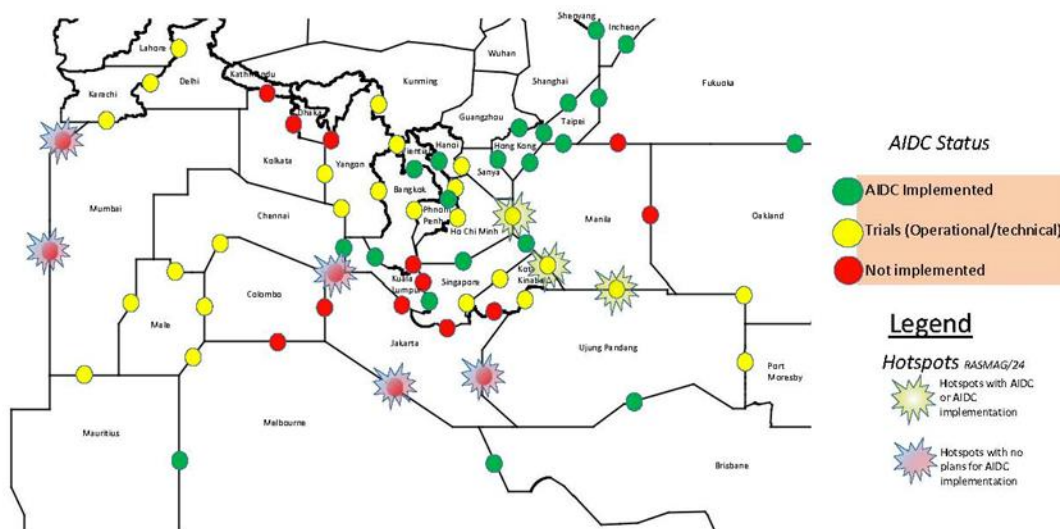 Shenyang
Incheon
Lahore
Wuhan
Kathmandu
Delhi
Kunming
Shanghai
Fukuoka
Karachi
Dhaka
Guangzhou
Taipei
Hanoi
Hong Kong
Kolkata
Yangon
Sanya
Bangkok
Mumbai
Chennai
Phnom
Penh
Manila
Oakland
Ho Chi Minh
Kuala
Lumpur
Singapore
Kota
Kinabalu
Colombo
Male
Jakarta
Ujung Pandang
Port
Moresby
Mauritius
Melbourne
Brisbane
AIDC Status
AIDC Implemented
Trials (Operational/technical)
Not implemented
Legend
Hotspots RASMAG/24
Hotspots with AIDC
or AIDC
implementation
Hotspots with no
plans for AIDC
implementation